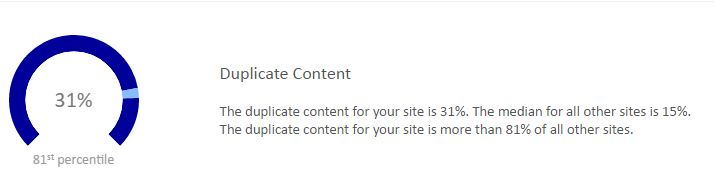 31%
81st percentile
Duplicate Content
The duplicate content for your site is 31%. The median for all other sites is 15%.
The duplicate content for your site is more than 81% of all other sites.